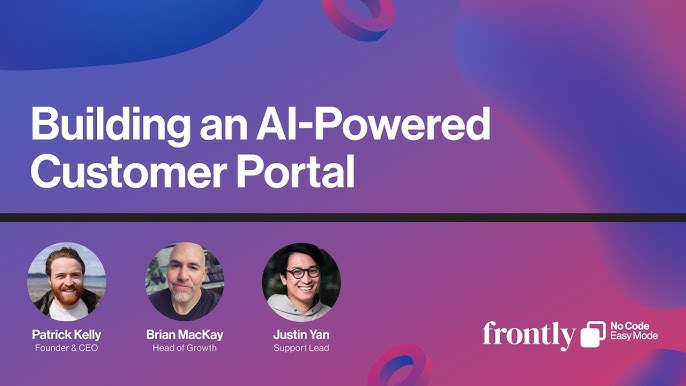 Building an AI-Powered
Customer Portal
Patrick Kelly
Founder & CEO
Brian MacKay
Head of Growth
Justin Yan
Support Lead
frontly
No Code
Easy Mode